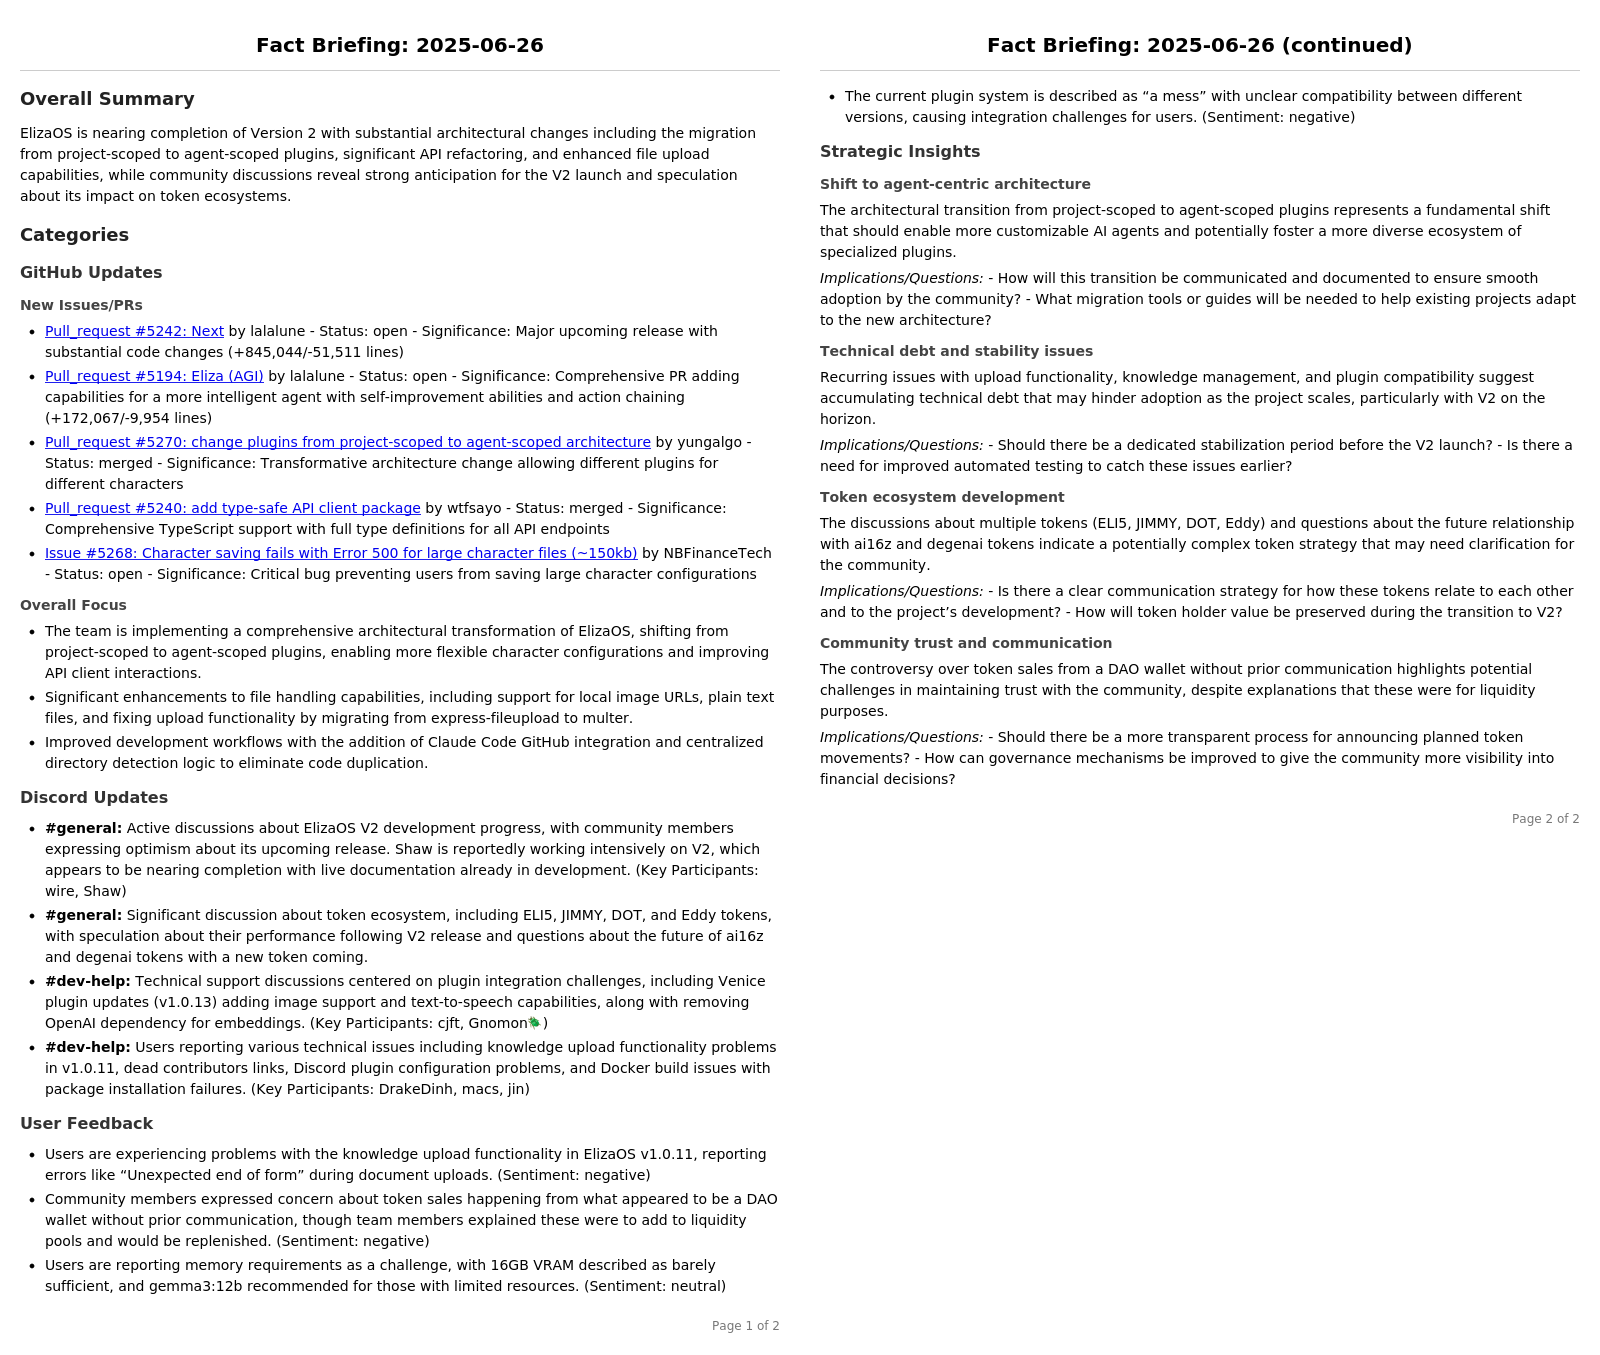 Fact Briefing: 2025-06-26
Overall Summary
ElizaOS is nearing completion of Version 2 with substantial architectural changes including the migration
from project-scoped to agent-scoped plugins, significant API refactoring, and enhanced file upload
capabilities, while community discussions reveal strong anticipation for the V2 launch and speculation
about its impact on token ecosystems.
Categories
GitHub Updates
New Issues/PRs
• Pull_request #5242: Next by lalalune - Status: open - Significance: Major upcoming release with
substantial code changes (+845,044/-51,511 lines)
• Pull_request #5194: Eliza (AGI) by lalalune - Status: open - Significance: Comprehensive PR adding
capabilities for a more intelligent agent with self-improvement abilities and action chaining
(+172,067/-9,954 lines)
• Pull_request #5270: change plugins from project-scoped to agent-scoped architecture by yungalgo -
Status: merged - Significance: Transformative architecture change allowing different plugins for
different characters
• Pull_request #5240: add type-safe API client package by wtfsayo - Status: merged - Significance:
Comprehensive TypeScript support with full type definitions for all API endpoints
• Issue #5268: Character saving fails with Error 500 for large character files (~150kb) by NBFinanceTech
- Status: open - Significance: Critical bug preventing users from saving large character configurations
Overall Focus
• The team is implementing a comprehensive architectural transformation of ElizaOS, shifting from
project-scoped to agent-scoped plugins, enabling more flexible character configurations and improving
API client interactions.
• Significant enhancements to file handling capabilities, including support for local image URLs, plain text
files, and fixing upload functionality by migrating from express-fileupload to multer.
• Improved development workflows with the addition of Claude Code GitHub integration and centralized
directory detection logic to eliminate code duplication.
Discord Updates
• #general: Active discussions about ElizaOS V2 development progress, with community members
expressing optimism about its upcoming release. Shaw is reportedly working intensively on V2, which
appears to be nearing completion with live documentation already in development. (Key Participants:
wire, Shaw)
• #general: Significant discussion about token ecosystem, including ELI5, JIMMY, DOT, and Eddy tokens,
with speculation about their performance following V2 release and questions about the future of ai16z
and degenai tokens with a new token coming.
• #dev-help: Technical support discussions centered on plugin integration challenges, including Venice
plugin updates (v1.0.13) adding image support and text-to-speech capabilities, along with removing
OpenAI dependency for embeddings. (Key Participants: cjft, Gnomon🪲)
• #dev-help: Users reporting various technical issues including knowledge upload functionality problems
in v1.0.11, dead contributors links, Discord plugin configuration problems, and Docker build issues with
package installation failures. (Key Participants: DrakeDinh, macs, jin)
User Feedback
• Users are experiencing problems with the knowledge upload functionality in ElizaOS v1.0.11, reporting
errors like “Unexpected end of form” during document uploads. (Sentiment: negative)
• Community members expressed concern about token sales happening from what appeared to be a DAO
wallet without prior communication, though team members explained these were to add to liquidity
pools and would be replenished. (Sentiment: negative)
• Users are reporting memory requirements as a challenge, with 16GB VRAM described as barely
sufficient, and gemma3:12b recommended for those with limited resources. (Sentiment: neutral)
Page 1 of 2
Fact Briefing: 2025-06-26 (continued)
• The current plugin system is described as “a mess” with unclear compatibility between different
versions, causing integration challenges for users. (Sentiment: negative)
Strategic Insights
Shift to agent-centric architecture
The architectural transition from project-scoped to agent-scoped plugins represents a fundamental shift
that should enable more customizable AI agents and potentially foster a more diverse ecosystem of
specialized plugins.
Implications/Questions: - How will this transition be communicated and documented to ensure smooth
adoption by the community? - What migration tools or guides will be needed to help existing projects adapt
to the new architecture?
Technical debt and stability issues
Recurring issues with upload functionality, knowledge management, and plugin compatibility suggest
accumulating technical debt that may hinder adoption as the project scales, particularly with V2 on the
horizon.
Implications/Questions: - Should there be a dedicated stabilization period before the V2 launch? - Is there a
need for improved automated testing to catch these issues earlier?
Token ecosystem development
The discussions about multiple tokens (ELI5, JIMMY, DOT, Eddy) and questions about the future relationship
with ai16z and degenai tokens indicate a potentially complex token strategy that may need clarification for
the community.
Implications/Questions: - Is there a clear communication strategy for how these tokens relate to each other
and to the project’s development? - How will token holder value be preserved during the transition to V2?
Community trust and communication
The controversy over token sales from a DAO wallet without prior communication highlights potential
challenges in maintaining trust with the community, despite explanations that these were for liquidity
purposes.
Implications/Questions: - Should there be a more transparent process for announcing planned token
movements? - How can governance mechanisms be improved to give the community more visibility into
financial decisions?
Page 2 of 2